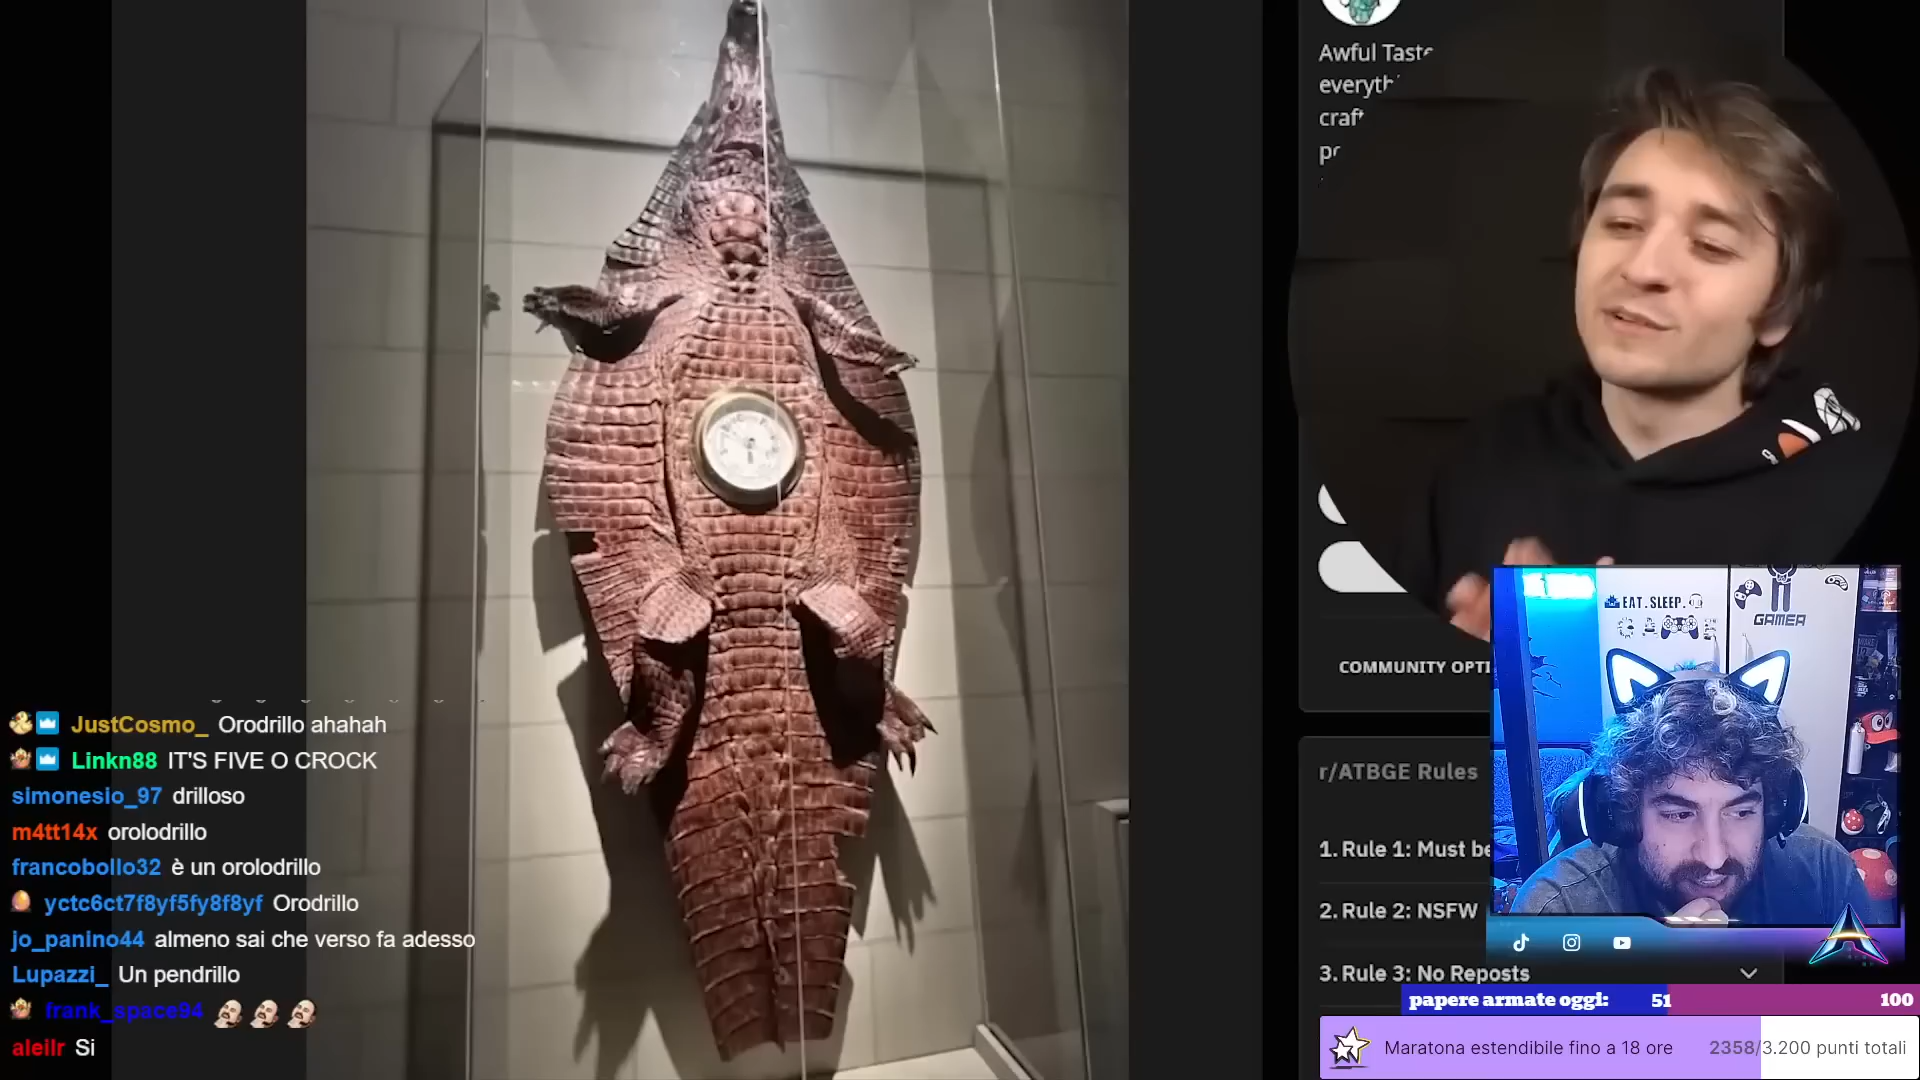 Awful Taste
everyth
craft
COMMUNITY OPTI
r/ATBGE Rules
1. Rule 1: Must be
2. Rule 2: NSFW
3. Rule 3: No Reposts
EAT.SLEEP.
GAMER
JustCosmo_ Orodrillo ahahah
Linkn88 IT'S FIVE O CROCK
simonesio_97 drilloso
m4tt14x orolodrillo
francobollo32 è un orolodrillo
yctc6ct7f8yf5fy8f8yf Orodrillo
jo_panino44 almeno sai che verso fa adesso
Lupazzi_ Un pendrillo
frank_space94
aleilr Si
papere armate oggi: 51 100
Maratona estendibile fino a 18 ore 2358/3.200 punti totali